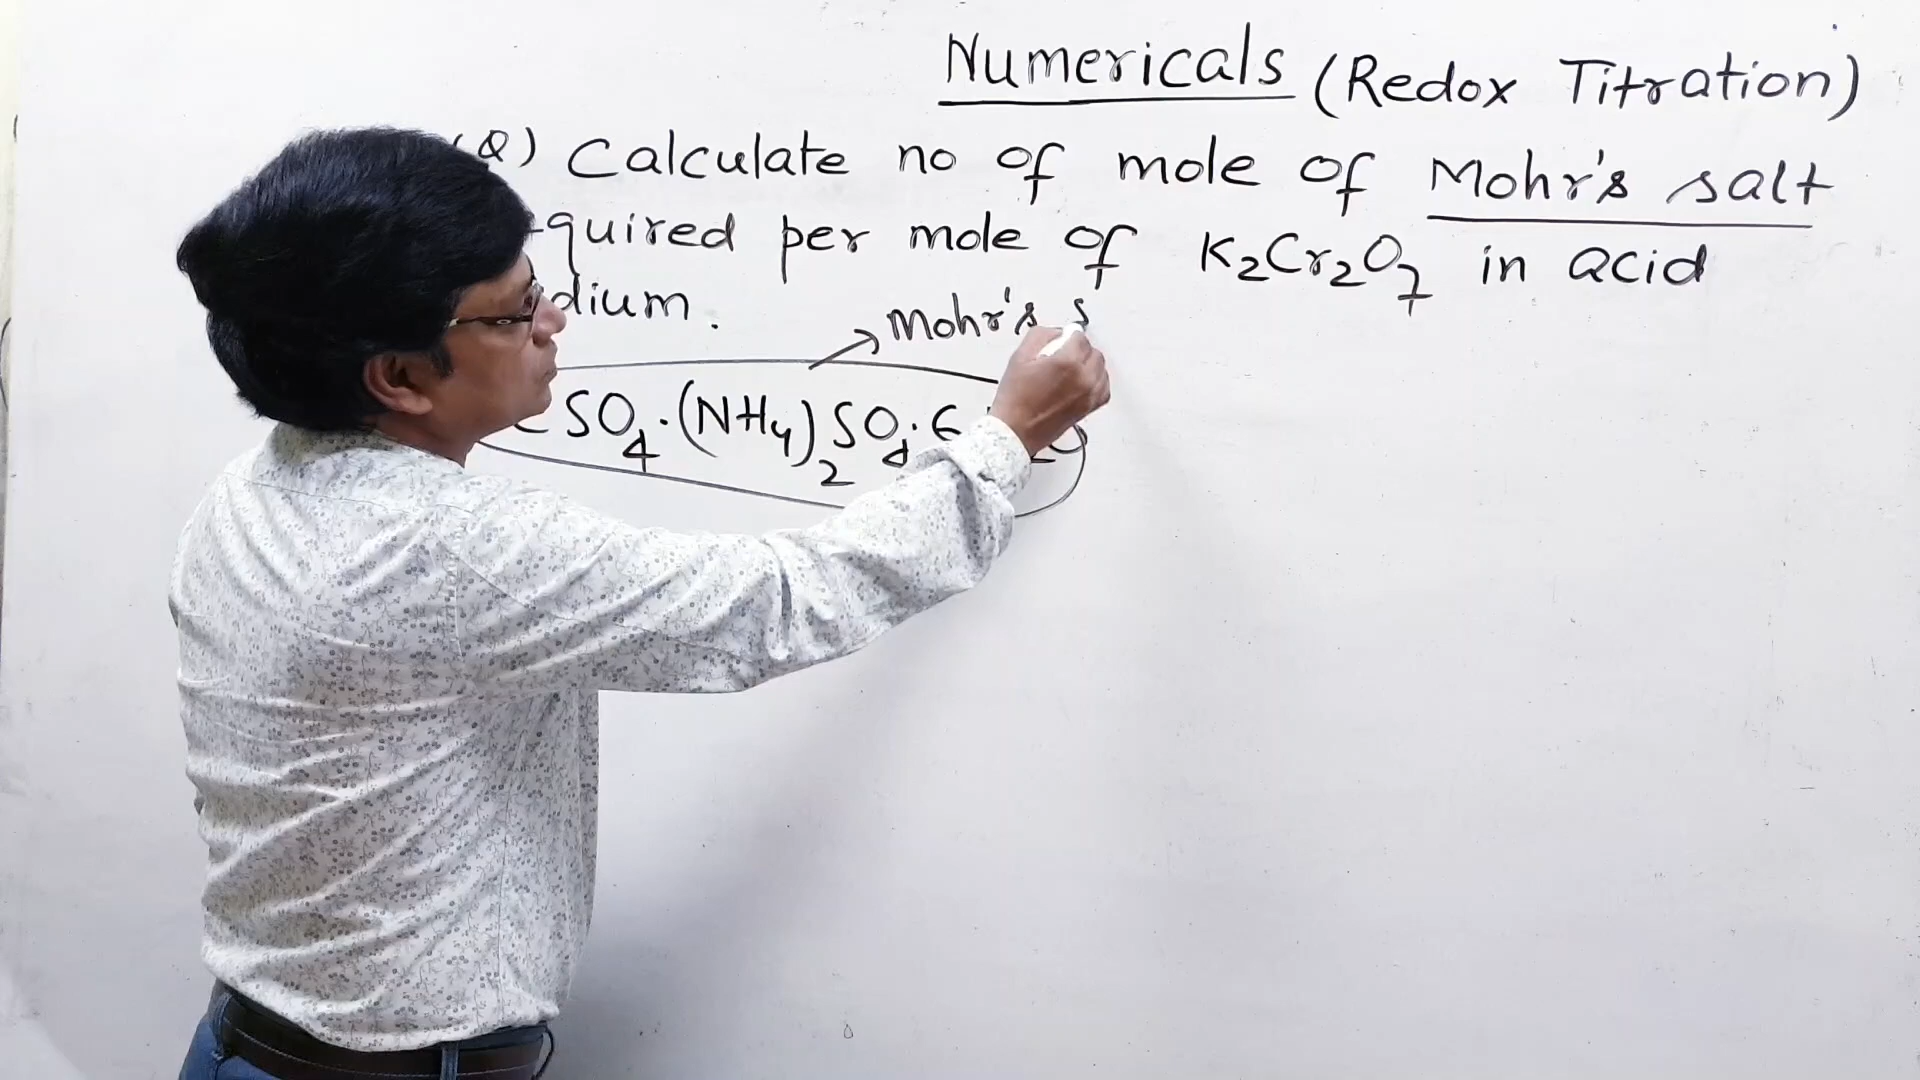 Numericals (Redox Titration)
(Q) Calculate no of mole of Mohr's salt
quired per mole of K₂Cr₂O₇ in acid
dium.
Mohr's s
SO₄·(NH₄)₂SO₄·6